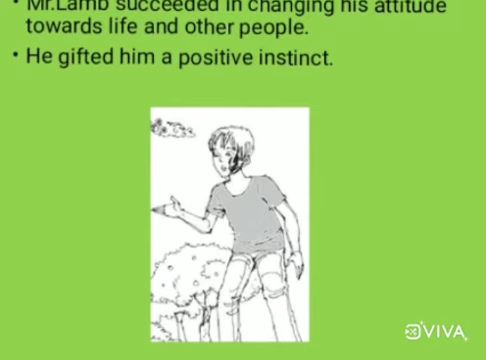 • Mr.Lamb succeeded in changing his attitude
towards life and other people.
• He gifted him a positive instinct.
VIVA